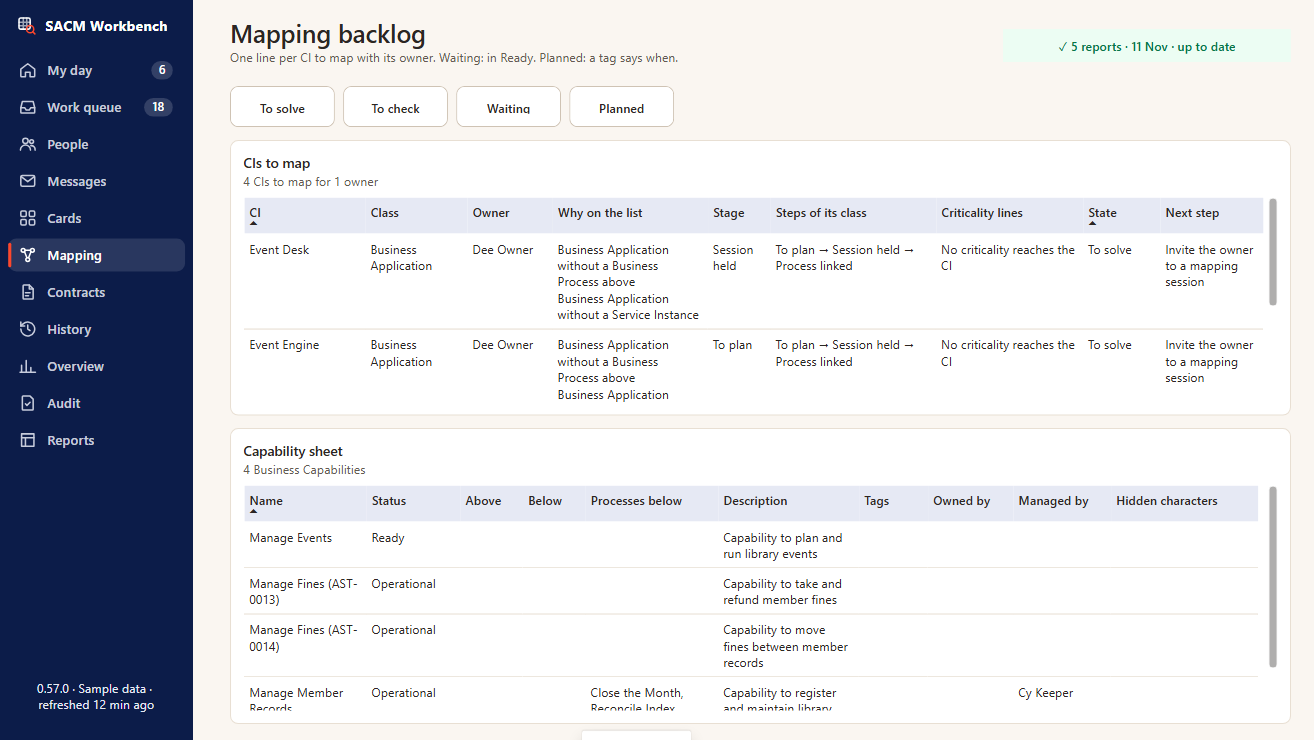 SACM Workbench
My day 6
Work queue 18
People
Messages
Cards
Mapping
Contracts
History
Overview
Audit
Reports
0.57.0 · Sample data ·
refreshed 12 min ago
Mapping backlog
One line per CI to map with its owner. Waiting: in Ready. Planned: a tag says when.
✓ 5 reports · 11 Nov · up to date
To solve
To check
Waiting
Planned
CIs to map
4 CIs to map for 1 owner
CI Class Owner Why on the list Stage Steps of its class Criticality lines State Next step
Event Desk Business Dee Owner Business Application Session To plan → Session held → No criticality reaches the To solve Invite the owner
Application without a Business held Process linked CI to a mapping
Process above session
Business Application
without a Service Instance
Event Engine Business Dee Owner Business Application To plan To plan → Session held → No criticality reaches the To solve Invite the owner
Application without a Business Process linked CI to a mapping
Process above session
Business Application
Capability sheet
4 Business Capabilities
Name Status Above Below Processes below Description Tags Owned by Managed by Hidden characters
Manage Events Ready Capability to plan and
run library events
Manage Fines (AST- Operational Capability to take and
0013) refund member fines
Manage Fines (AST- Operational Capability to move
0014) fines between member
records
Manage Member Operational Close the Month, Capability to register Cy Keeper
Records Reconcile Index, and maintain library